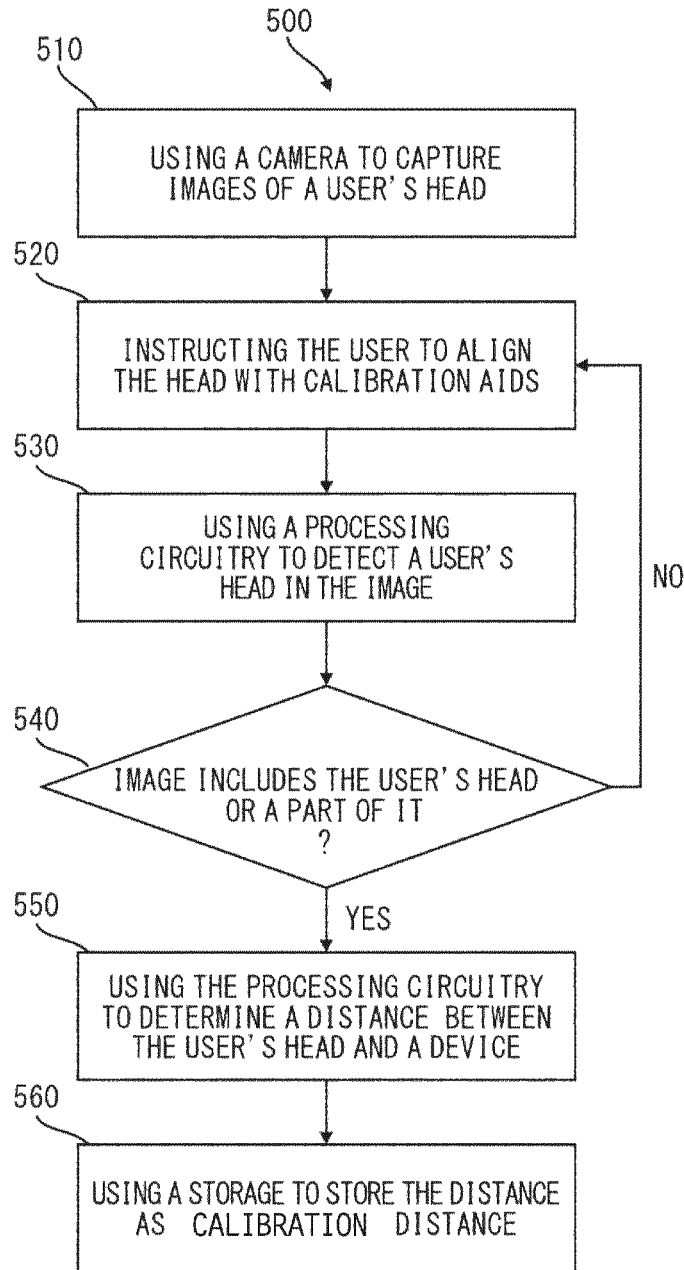 500
510
USING A CAMERA TO CAPTURE
IMAGES OF A USER'S HEAD
520
INSTRUCTING THE USER TO ALIGN
THE HEAD WITH CALIBRATION AIDS
530
USING A PROCESSING
CIRCUITRY TO DETECT A USER'S
HEAD IN THE IMAGE
NO
540
IMAGE INCLUDES THE USER'S HEAD
OR A PART OF IT
?
YES
550
USING THE PROCESSING CIRCUITRY
TO DETERMINE A DISTANCE BETWEEN
THE USER'S HEAD AND A DEVICE
560
USING A STORAGE TO STORE THE DISTANCE
AS CALIBRATION DISTANCE